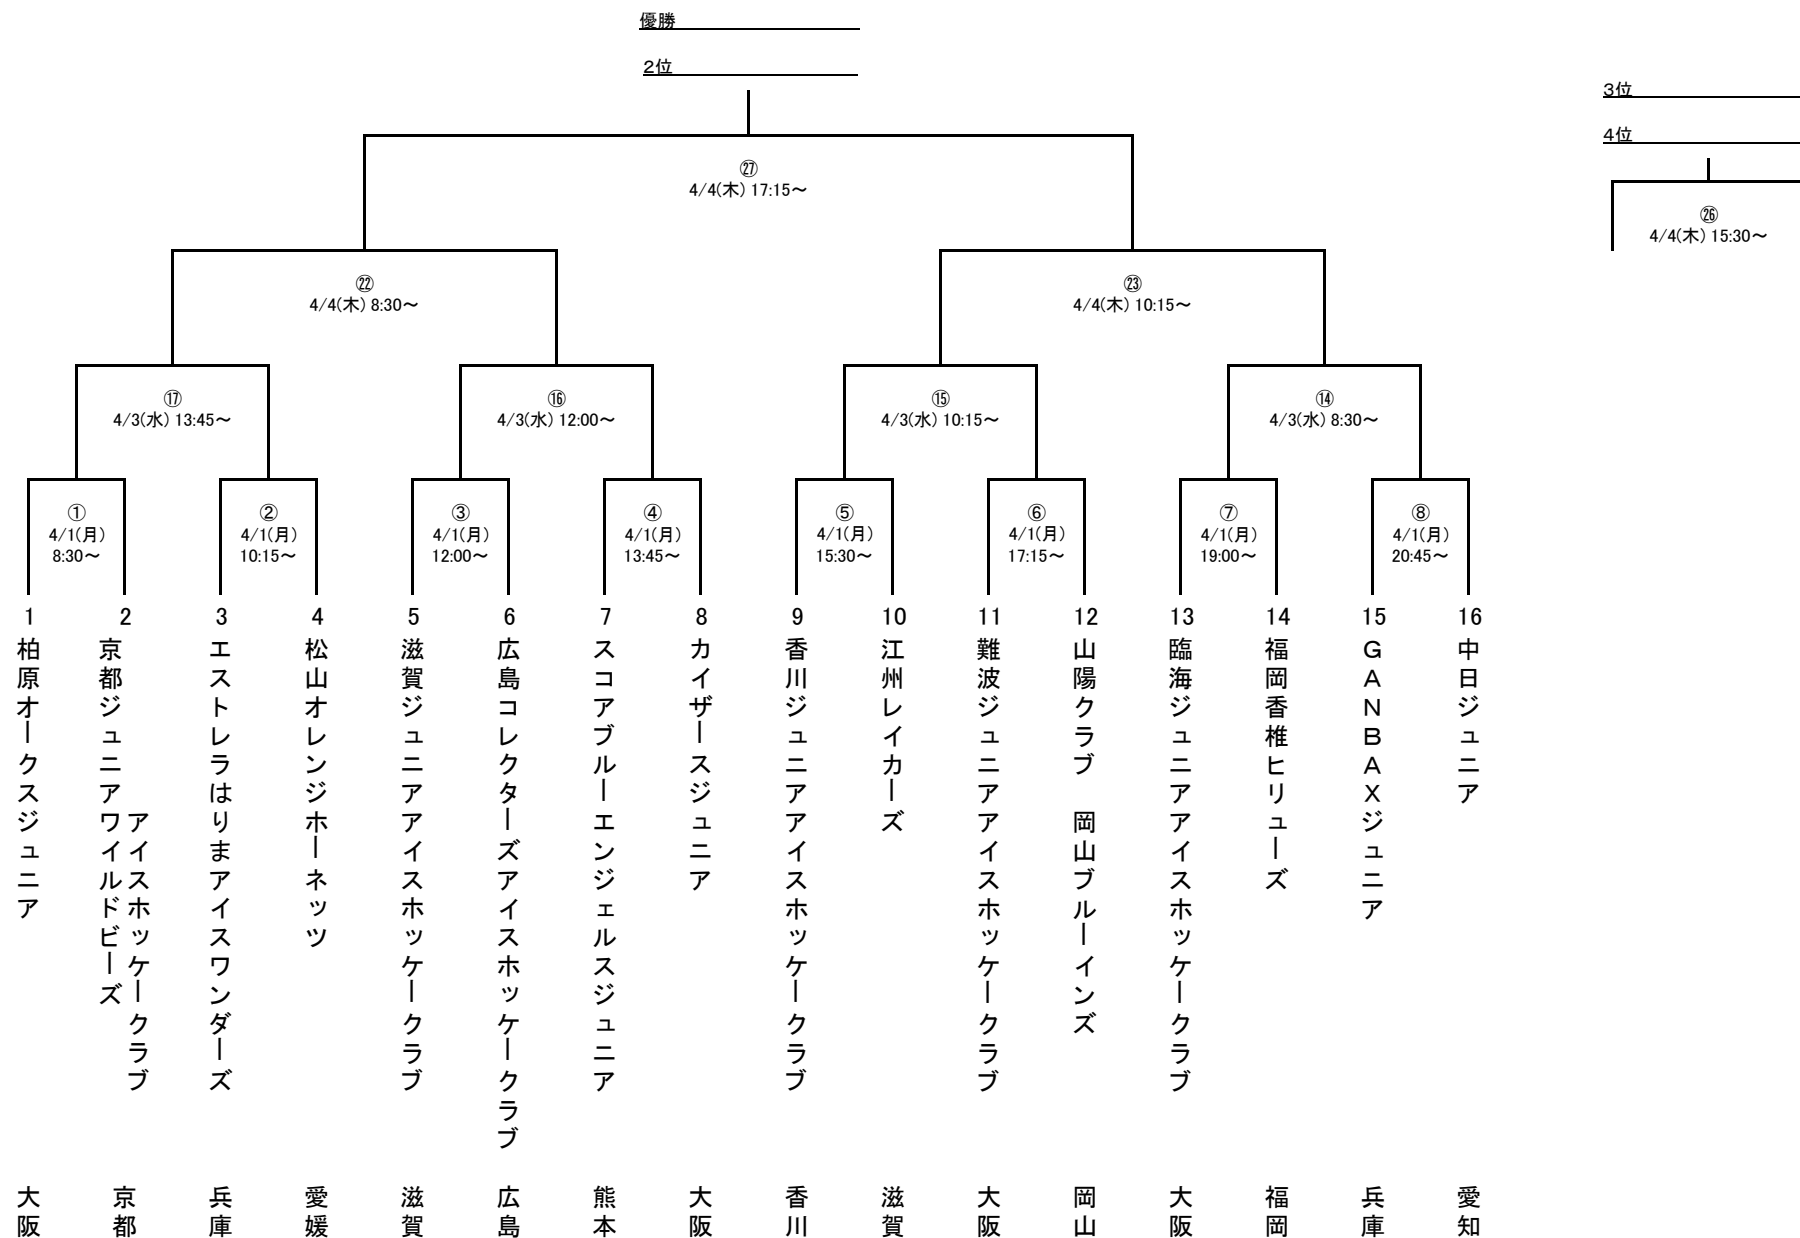 優勝
２位
３位
４位
㉗
4/4(木) 17:15～
㉖
4/4(木) 15:30～
㉒
4/4(木) 8:30～
㉓
4/4(木) 10:15～
⑰
4/3(水) 13:45～
⑯
4/3(水) 12:00～
⑮
4/3(水) 10:15～
⑭
4/3(水) 8:30～
①
4/1(月)
8:30～
②
4/1(月)
10:15～
③
4/1(月)
12:00～
④
4/1(月)
13:45～
⑤
4/1(月)
15:30～
⑥
4/1(月)
17:15～
⑦
4/1(月)
19:00～
⑧
4/1(月)
20:45～
1
柏原オークスジュニア
大阪
2
京都ジュニアワイルドビーズ
アイスホッケークラブ
京都
3
エストレラはりまアイスワンダーズ
兵庫
4
松山オレンジホーネッツ
愛媛
5
滋賀ジュニアアイスホッケークラブ
滋賀
6
広島コレクターズアイスホッケークラブ
広島
7
スコアブルーエンジェルスジュニア
熊本
8
カイザースジュニア
大阪
9
香川ジュニアアイスホッケークラブ
香川
10
江州レイカーズ
滋賀
11
難波ジュニアアイスホッケークラブ
大阪
12
山陽クラブ　岡山ブルーインズ
岡山
13
臨海ジュニアアイスホッケークラブ
大阪
14
福岡香椎ヒリューズ
福岡
15
ＧＡＮＢＡＸジュニア
兵庫
16
中日ジュニア
愛知